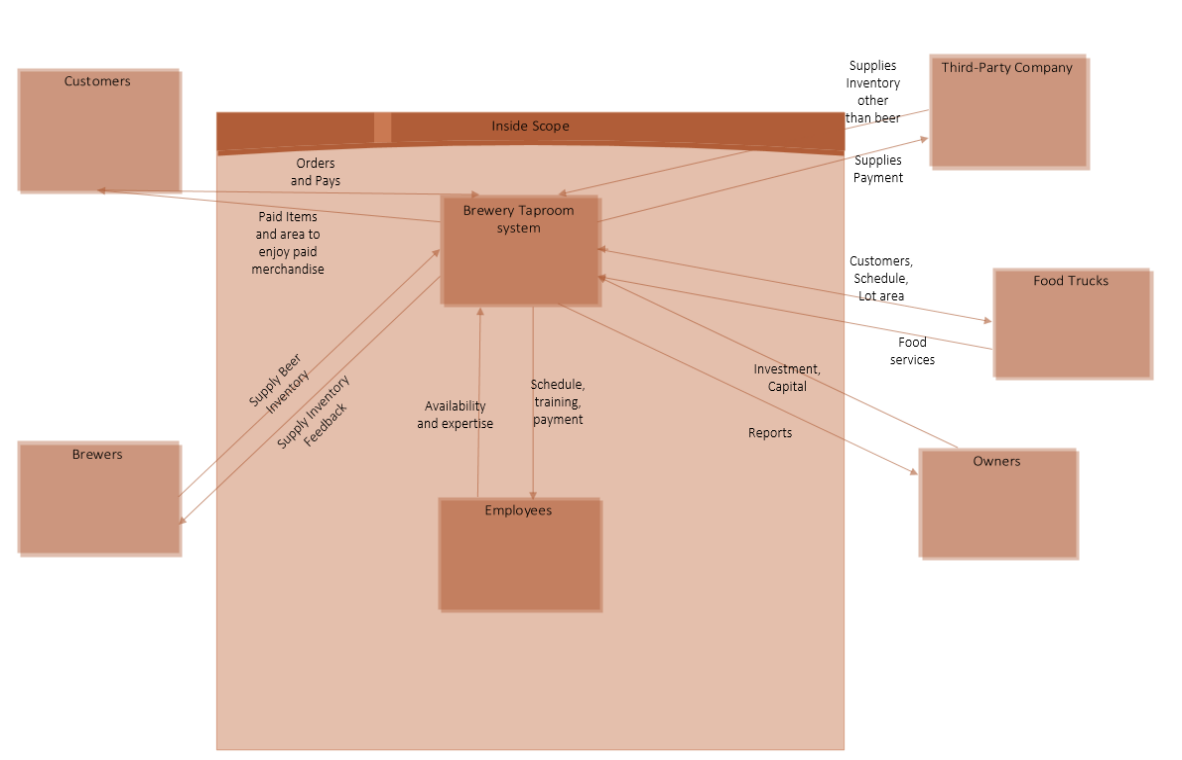 Customers
Supplies
Inventory
other
than beer
Third-Party Company
Inside Scope
Orders
and Pays
Supplies
Payment
Paid Items
and area to
enjoy paid
merchandise
Brewery Taproom
system
Customers,
Schedule,
Lot area
Food Trucks
Food
services
Supply Beer
Inventory
Supply Inventory
Feedback
Availability
and expertise
Schedule,
training,
payment
Investment,
Capital
Reports
Brewers
Employees
Owners